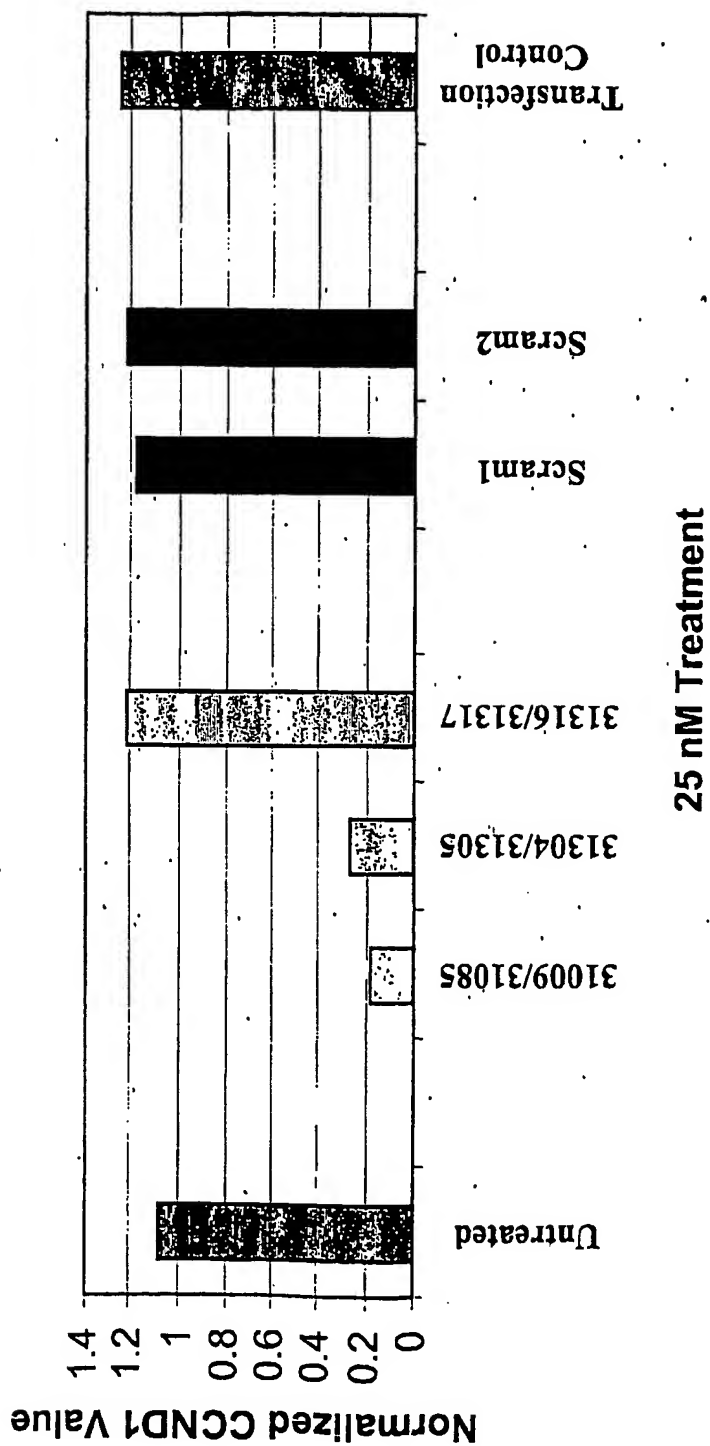 Normalized CCND1 Value
1.4
1.2
1
0.8
0.6
0.4
0.2
0
Untreated
31009/31085
31304/31305
31316/31317
Scram1
Scram2
Transfection
Control
25 nM Treatment